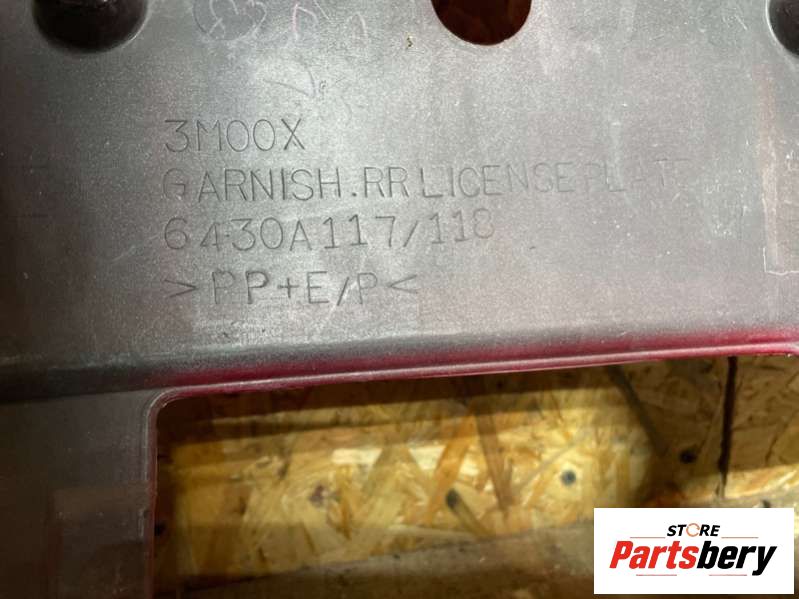 3M00X
GARNISH.RR LICENSE PLATE
6430A117/118
>PP+E/P<
STORE
Partsbery